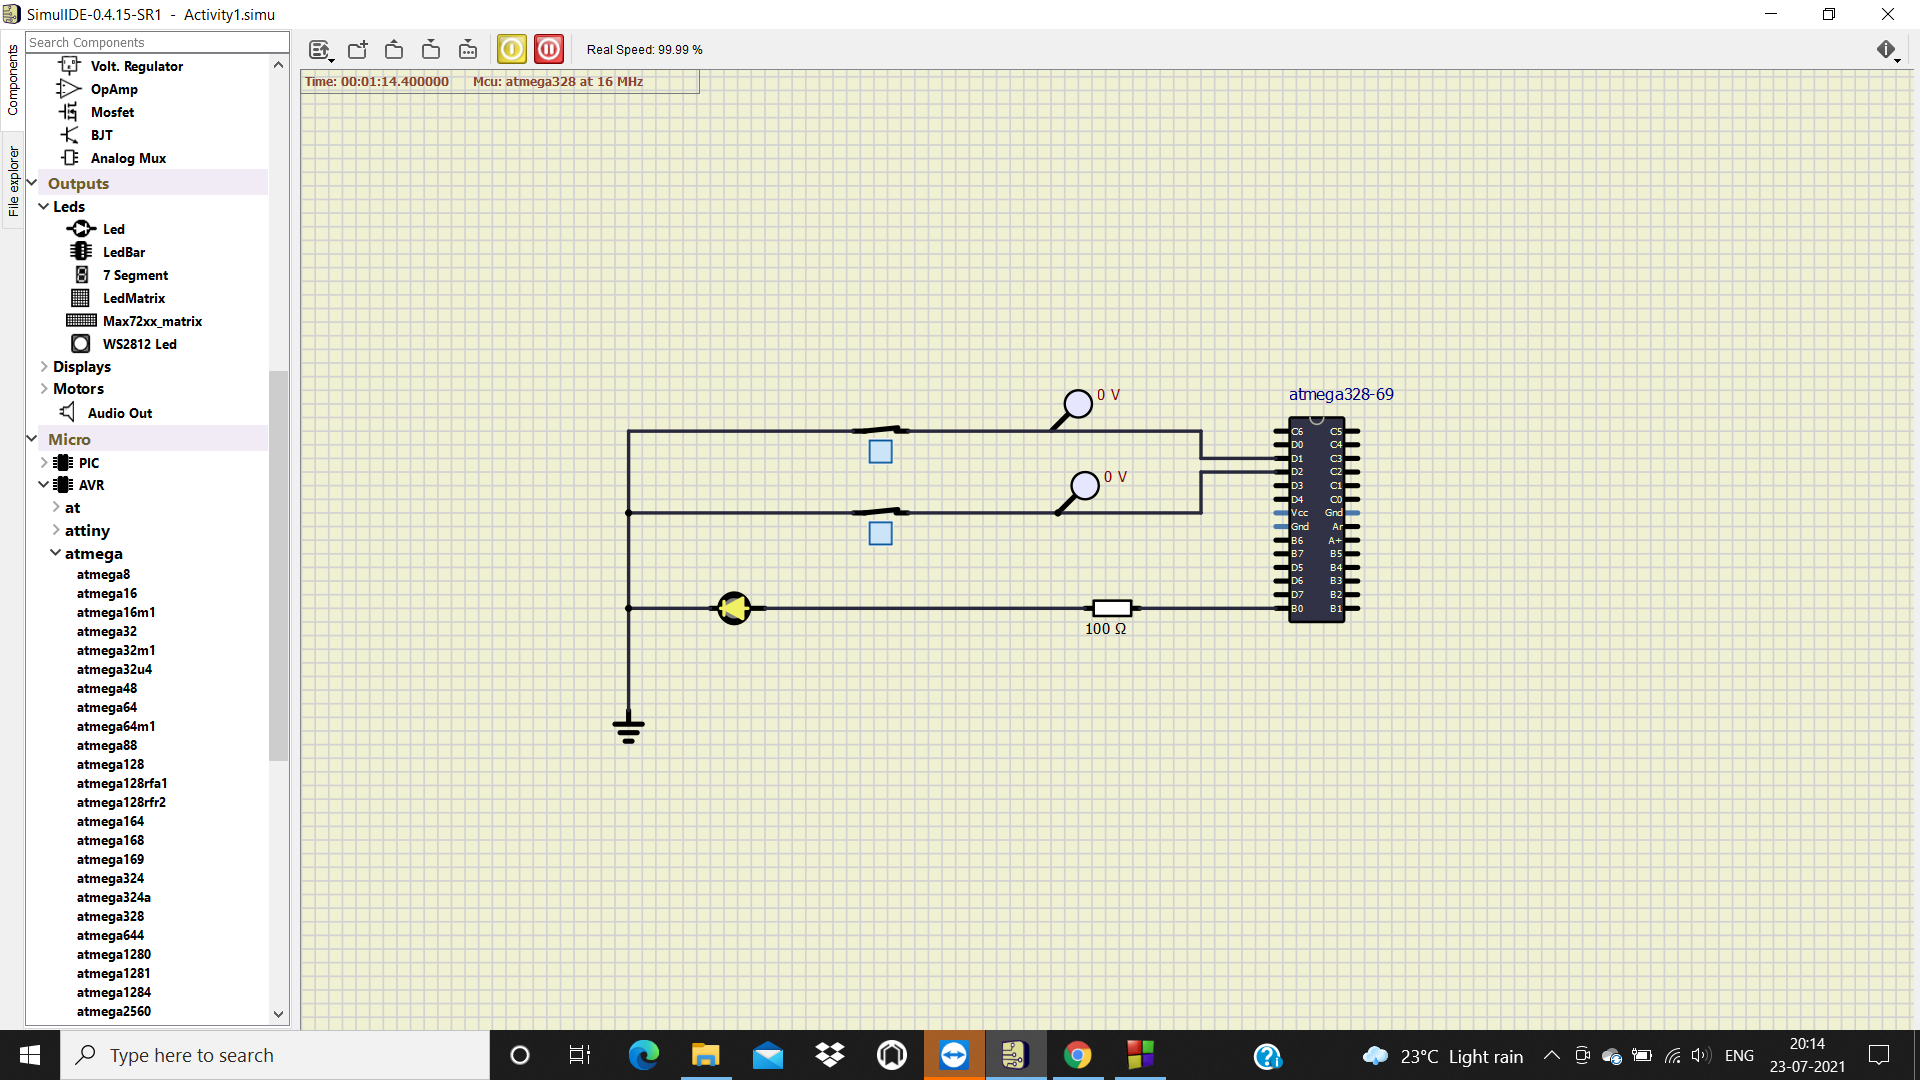 SimulIDE-0.4.15-SR1 - Activity1.simu
Components
File explorer
Search Components
Volt. Regulator
OpAmp
Mosfet
BJT
Analog Mux
Outputs
Leds
Led
LedBar
7 Segment
LedMatrix
Max72xx_matrix
WS2812 Led
Displays
Motors
Audio Out
Micro
PIC
AVR
at
attiny
atmega
atmega8
atmega16
atmega16m1
atmega32
atmega32m1
atmega32u4
atmega48
atmega64
atmega64m1
atmega88
atmega128
atmega128rfa1
atmega128rfr2
atmega164
atmega168
atmega169
atmega324
atmega324a
atmega328
atmega644
atmega1280
atmega1281
atmega1284
atmega2560
Real Speed: 99.99 %
Time: 00:01:14.400000 Mcu: atmega328 at 16 MHz
0 V
0 V
100 Ω
atmega328-69
C6 C5
D0 C4
D1 C3
D2 C2
D3 C1
D4 C0
Vcc Gnd
Gnd Ar
B6 A+
B7 B5
D5 B4
D6 B3
D7 B2
B0 B1
Type here to search
23°C Light rain
ENG
20:14
23-07-2021